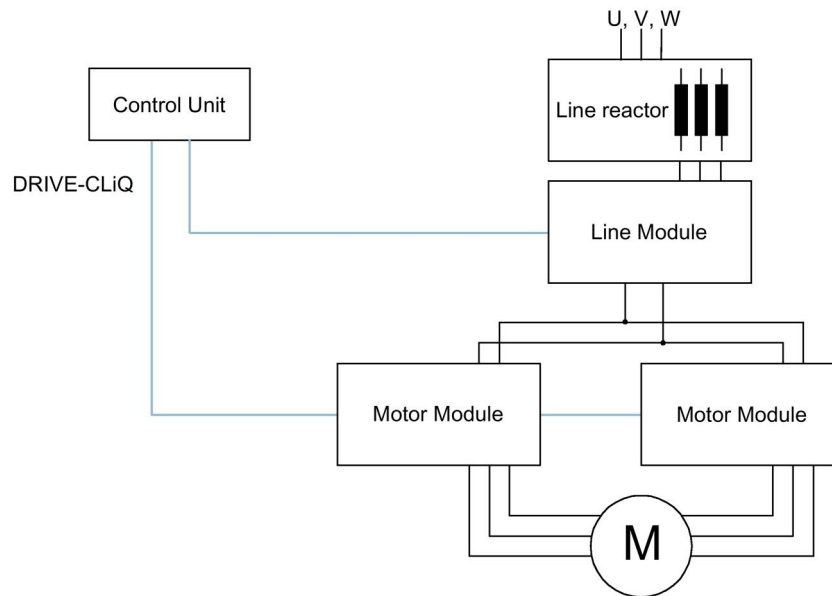 U, V, W
Control Unit
Line reactor
DRIVE-CLiQ
Line Module
Motor Module
Motor Module
M